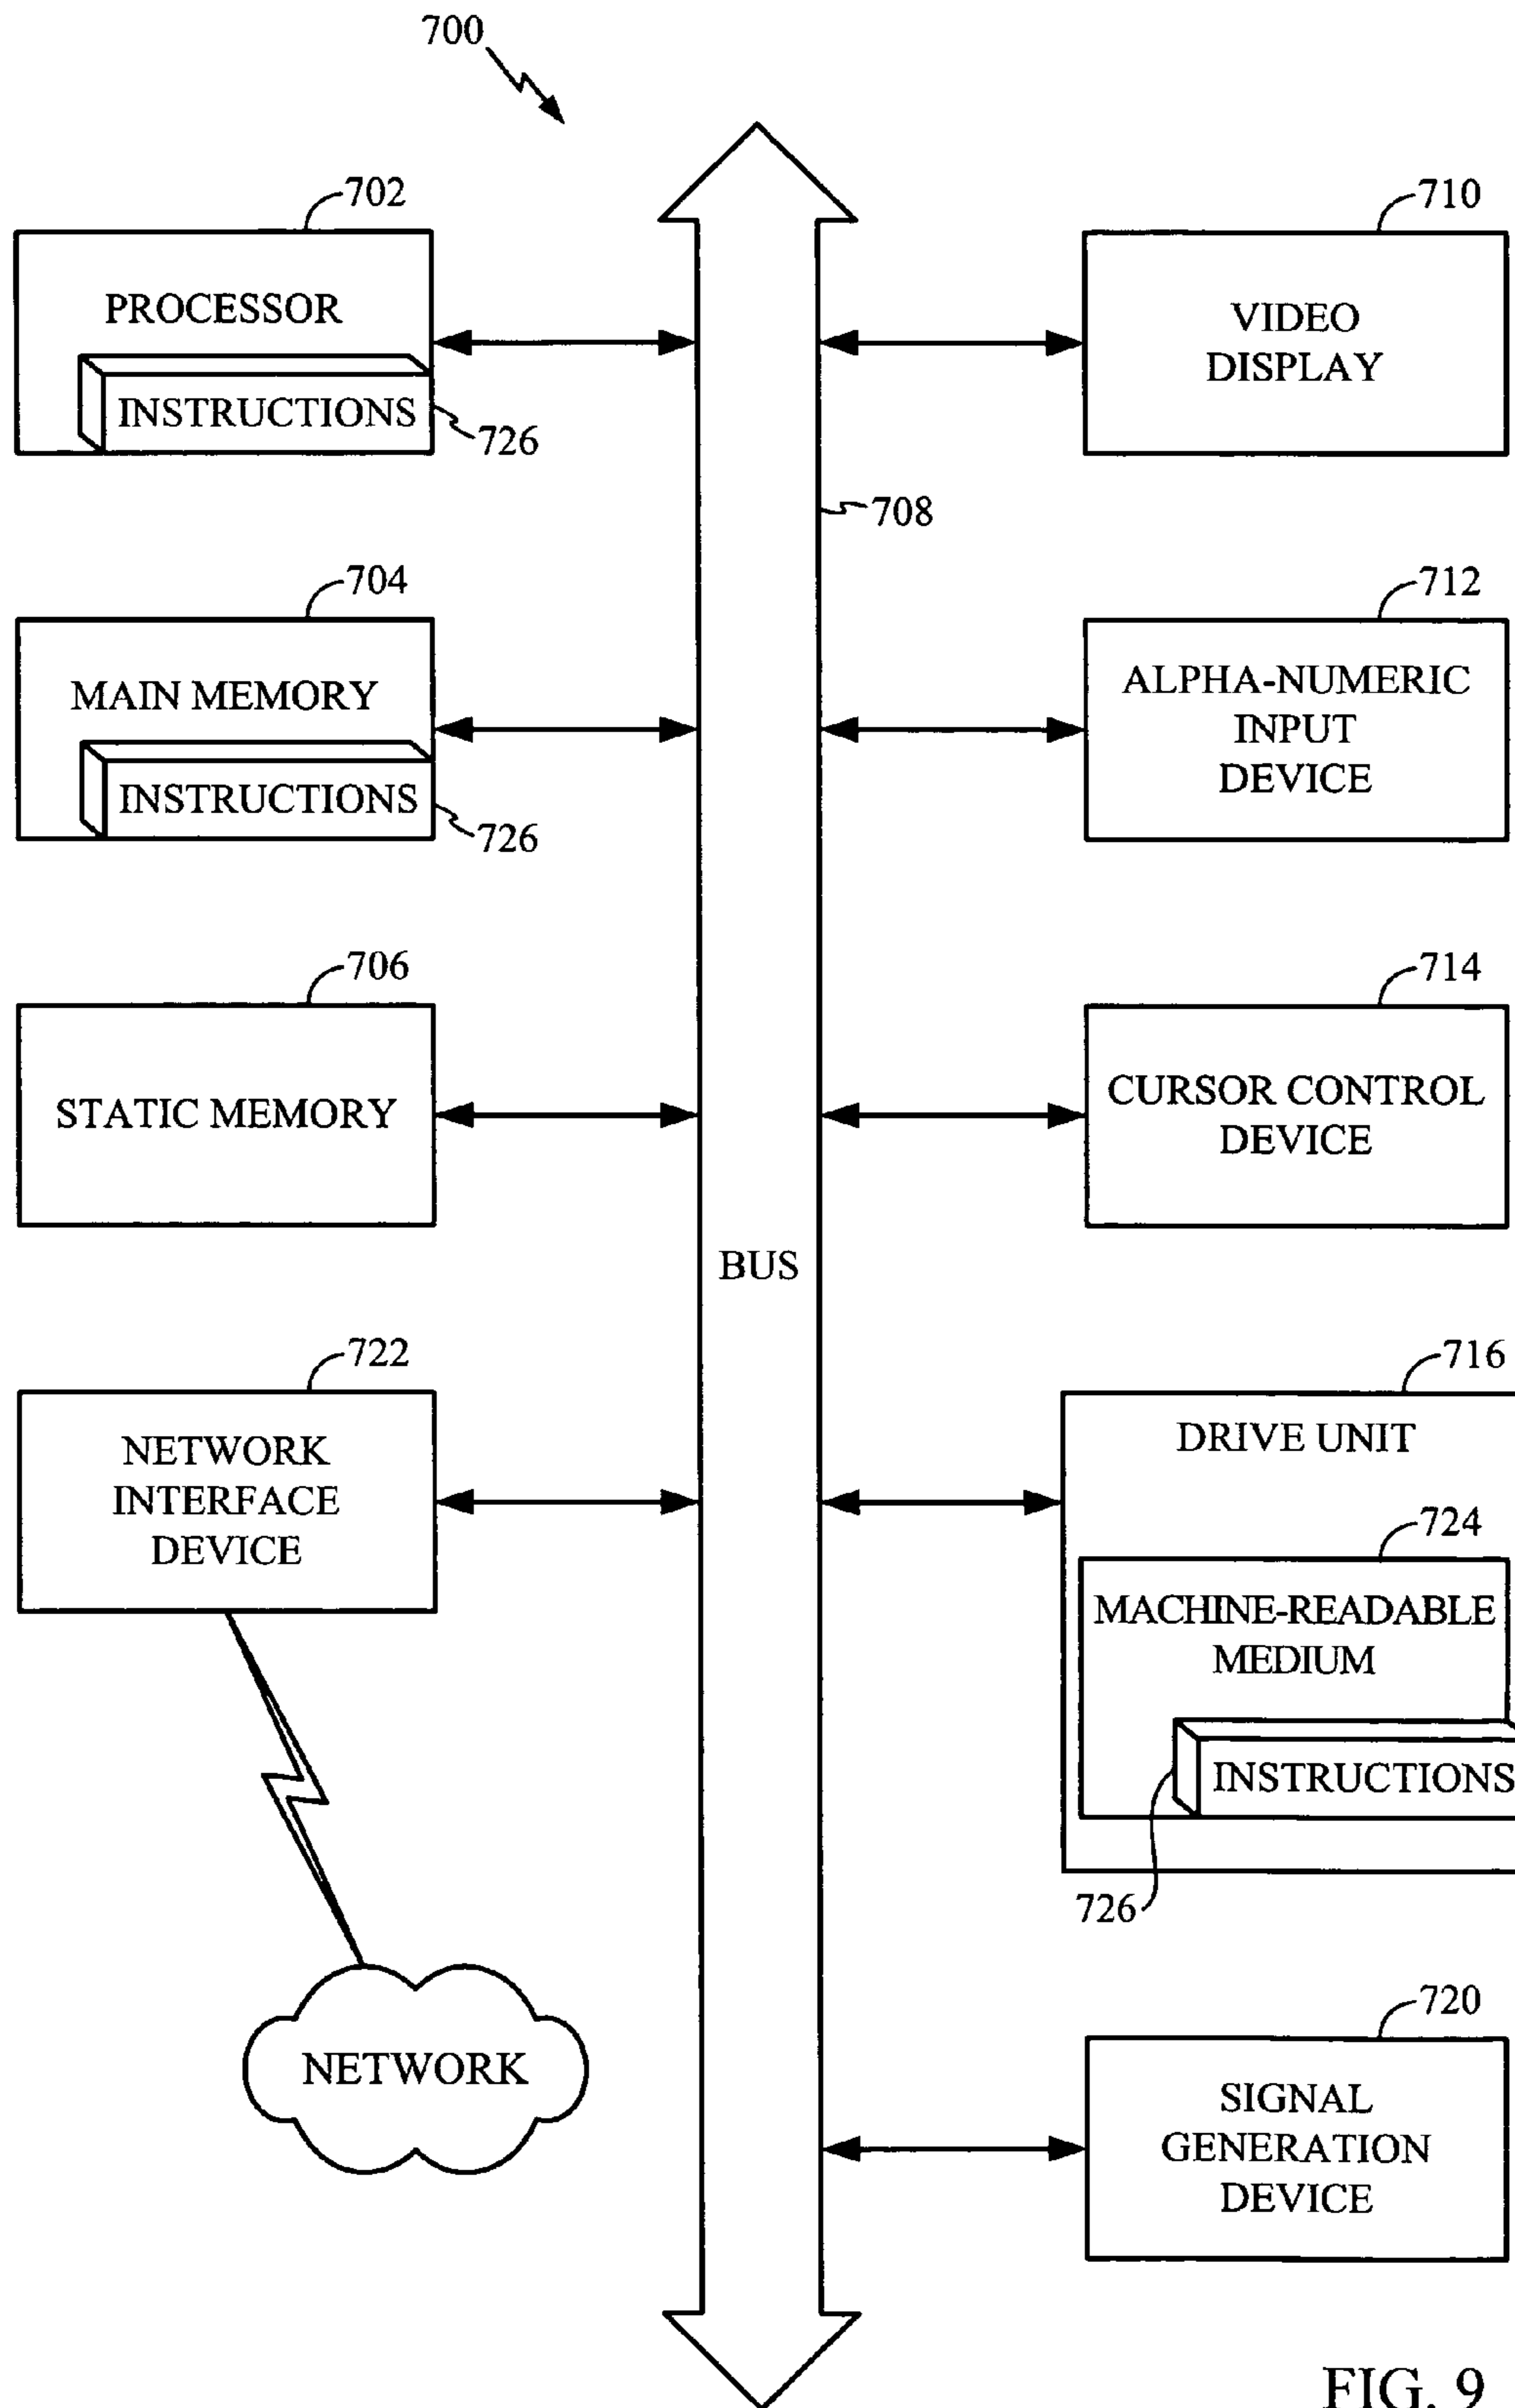 700
702
PROCESSOR
INSTRUCTIONS
726
710
VIDEO
DISPLAY
708
704
MAIN MEMORY
INSTRUCTIONS
726
712
ALPHA-NUMERIC
INPUT
DEVICE
706
STATIC MEMORY
714
CURSOR CONTROL
DEVICE
BUS
722
NETWORK
INTERFACE
DEVICE
716
DRIVE UNIT
724
MACHINE-READABLE
MEDIUM
INSTRUCTIONS
726
NETWORK
720
SIGNAL
GENERATION
DEVICE
FIG. 9